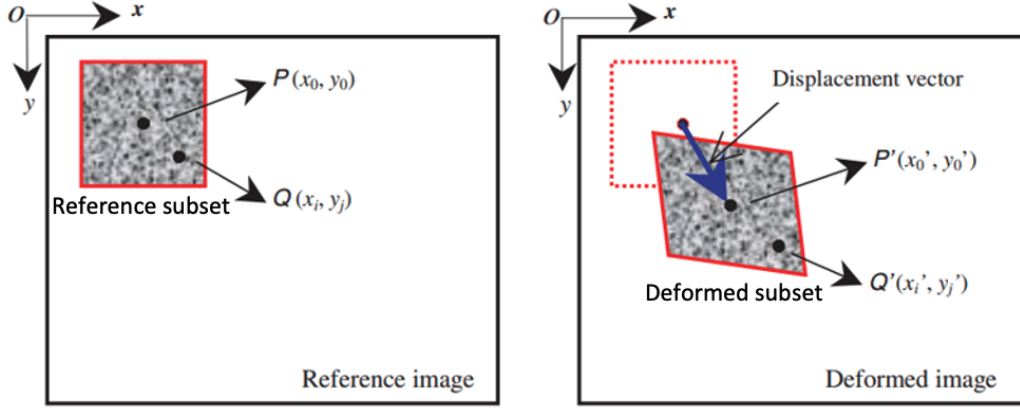 O x
y
P(x₀, y₀)
Q(xᵢ, yⱼ)
Reference subset
Reference image
O x
y
Displacement vector
P'(x₀', y₀')
Q'(xᵢ', yⱼ')
Deformed subset
Deformed image